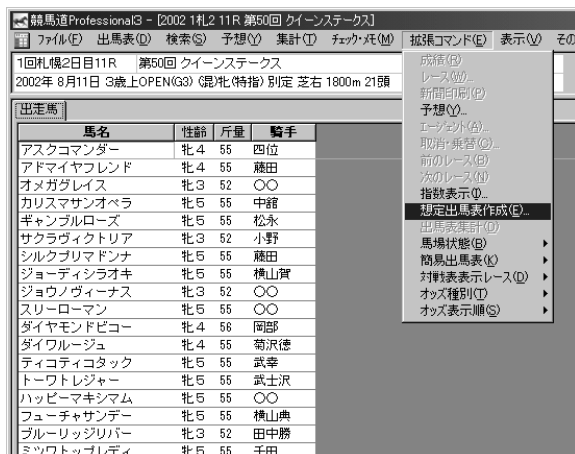 競馬道Professional3 - [2002 1札2 11R 第50回 クイーンステークス]
ファイル(F) 出馬表(D) 検索(S) 予想(Y) 集計(T) チェック・メモ(M) 拡張コマンド(E) 表示(V) その
1回札幌2日目11R 第50回 クイーンステークス
2002年 8月11日 3歳上OPEN(G3) (混)牝(特指) 別定 芝右 1800m 21頭
出走馬
馬名 性齢 斤量 騎手
アスクコマンダー 牝4 55 四位
アドマイヤフレンド 牝4 55 藤田
オメガグレイス 牝3 52 〇〇
カリスマサンオペラ 牝5 55 中舘
ギャンブルローズ 牝5 55 松永
サクラヴィクトリア 牝3 52 小野
シルクプリマドンナ 牝5 55 藤田
ジョーディシラオキ 牝5 55 横山賀
ジョウノヴィーナス 牝3 52 〇〇
スリーローマン 牝5 55 〇〇
ダイヤモンドビコー 牝4 56 岡部
ダイワルージュ 牝4 55 菊沢徳
ティコティコタック 牝5 55 武幸
トーワトレジャー 牝5 55 武士沢
ハッピーマキシマム 牝5 55 〇〇
フューチャサンデー 牝5 55 横山典
ブルーリッジリバー 牝3 52 田中勝
ミツワトップレディ 牝5 55 千田
成績(R)
レース(W)...
新聞印刷(P)
予想(Y)...
エージェント(A)...
取消・乗替(C)...
前のレース(B)
次のレース(N)
指数表示(I)...
想定出馬表作成(E)...
出馬表集計(O)
馬場状態(B)
簡易出馬表(K)
対戦表表示レース(D)
オッズ種別(T)
オッズ表示順(S)